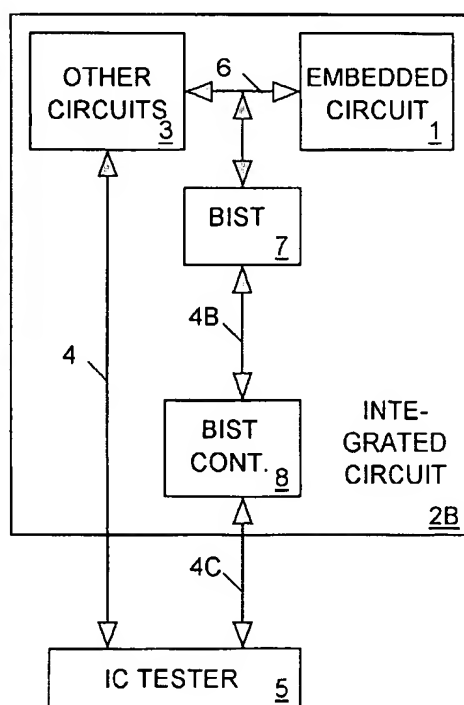 OTHER
CIRCUITS
3
6
EMBEDDED
CIRCUIT
1
BIST
7
4
4B
BIST
CONT.
8
INTE-
GRATED
CIRCUIT
2B
4C
IC TESTER
5